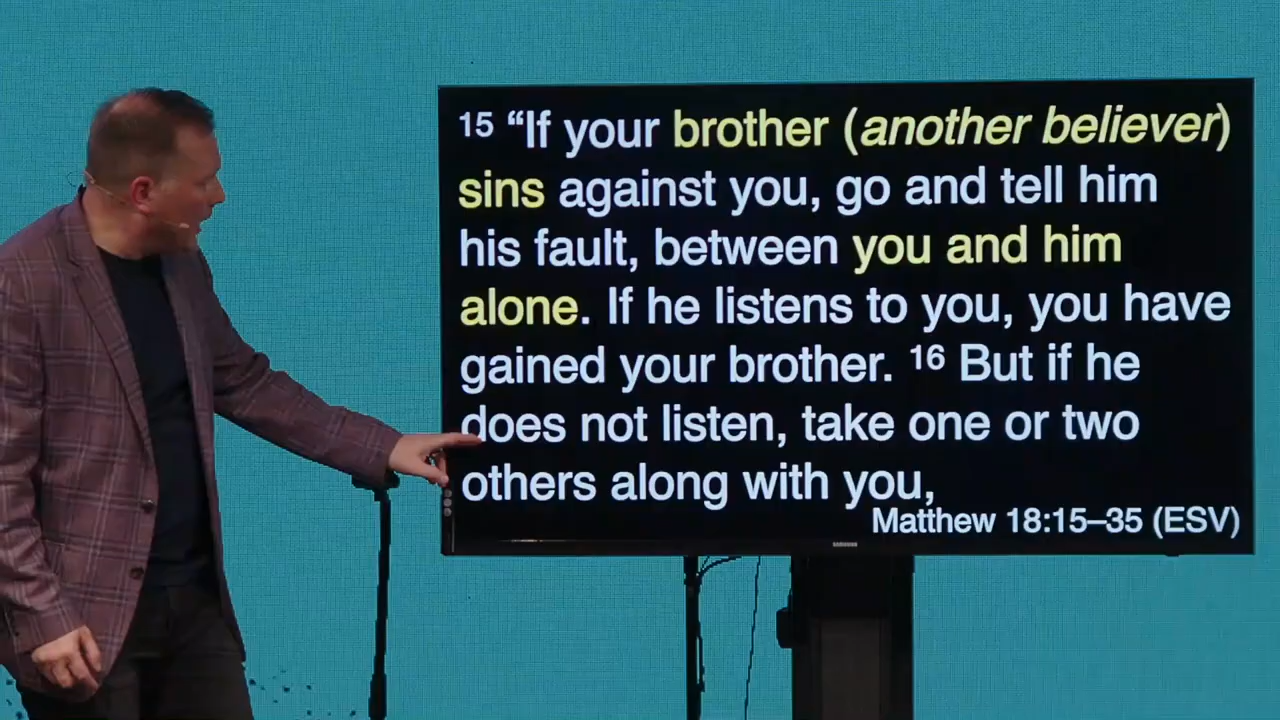 15 “If your brother (another believer)
sins against you, go and tell him
his fault, between you and him
alone. If he listens to you, you have
gained your brother. 16 But if he
does not listen, take one or two
others along with you,
Matthew 18:15–35 (ESV)
SAMSUNG